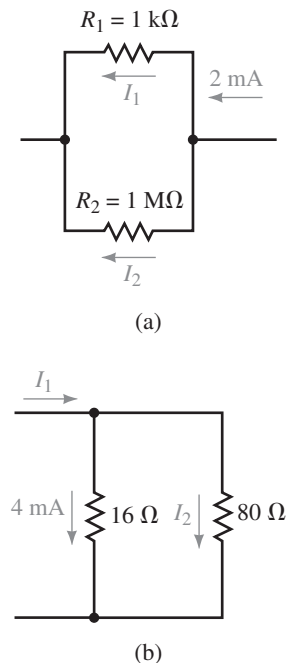 R₁ = 1 kΩ
2 mA
I₁
R₂ = 1 MΩ
I₂
(a)
I₁
4 mA
16 Ω
I₂
80 Ω
(b)